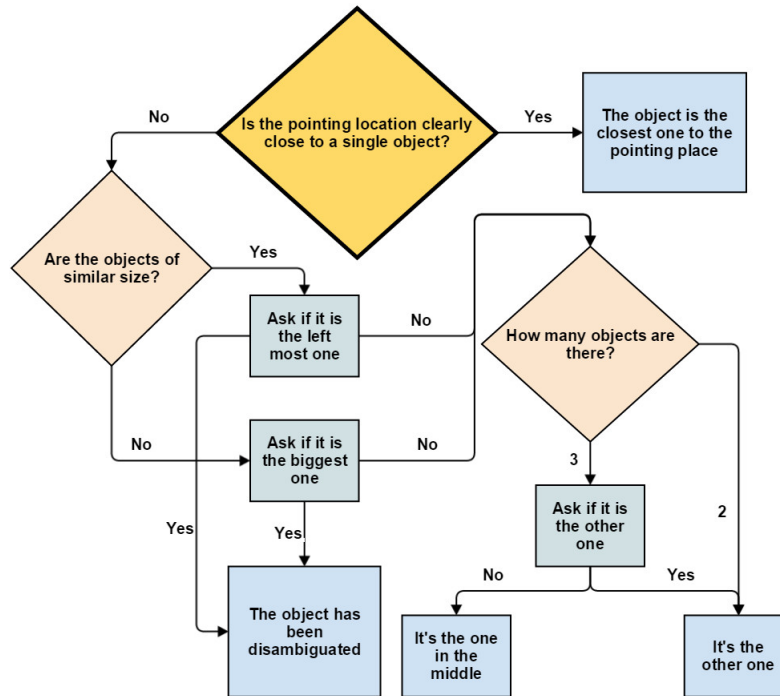 Is the pointing location clearly
close to a single object?
No
Yes
The object is the
closest one to the
pointing place
Are the objects of
similar size?
Yes
Ask if it is
the left
most one
No
How many objects are
there?
No
Ask if it is
the biggest
one
No
3
Ask if it is
the other
one
2
Yes
Yes
No
Yes
The object has
been
disambiguated
It's the one
in the
middle
It's the
other one